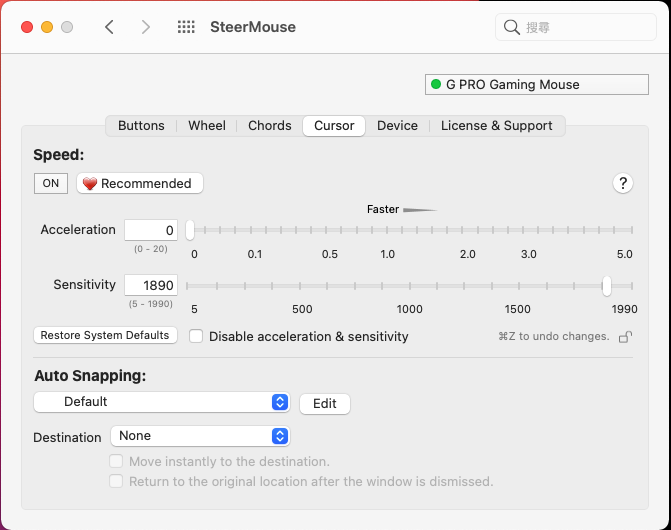 SteerMouse
搜尋
G PRO Gaming Mouse
Buttons Wheel Chords Cursor Device License & Support
Speed:
ON Recommended ?
Faster
Acceleration 0
(0 - 20) 0 0.1 0.5 1.0 2.0 3.0 5.0
Sensitivity 1890
(5 - 1990) 5 500 1000 1500 1990
Restore System Defaults Disable acceleration & sensitivity ⌘Z to undo changes.
Auto Snapping:
Default Edit
Destination None
Move instantly to the destination.
Return to the original location after the window is dismissed.